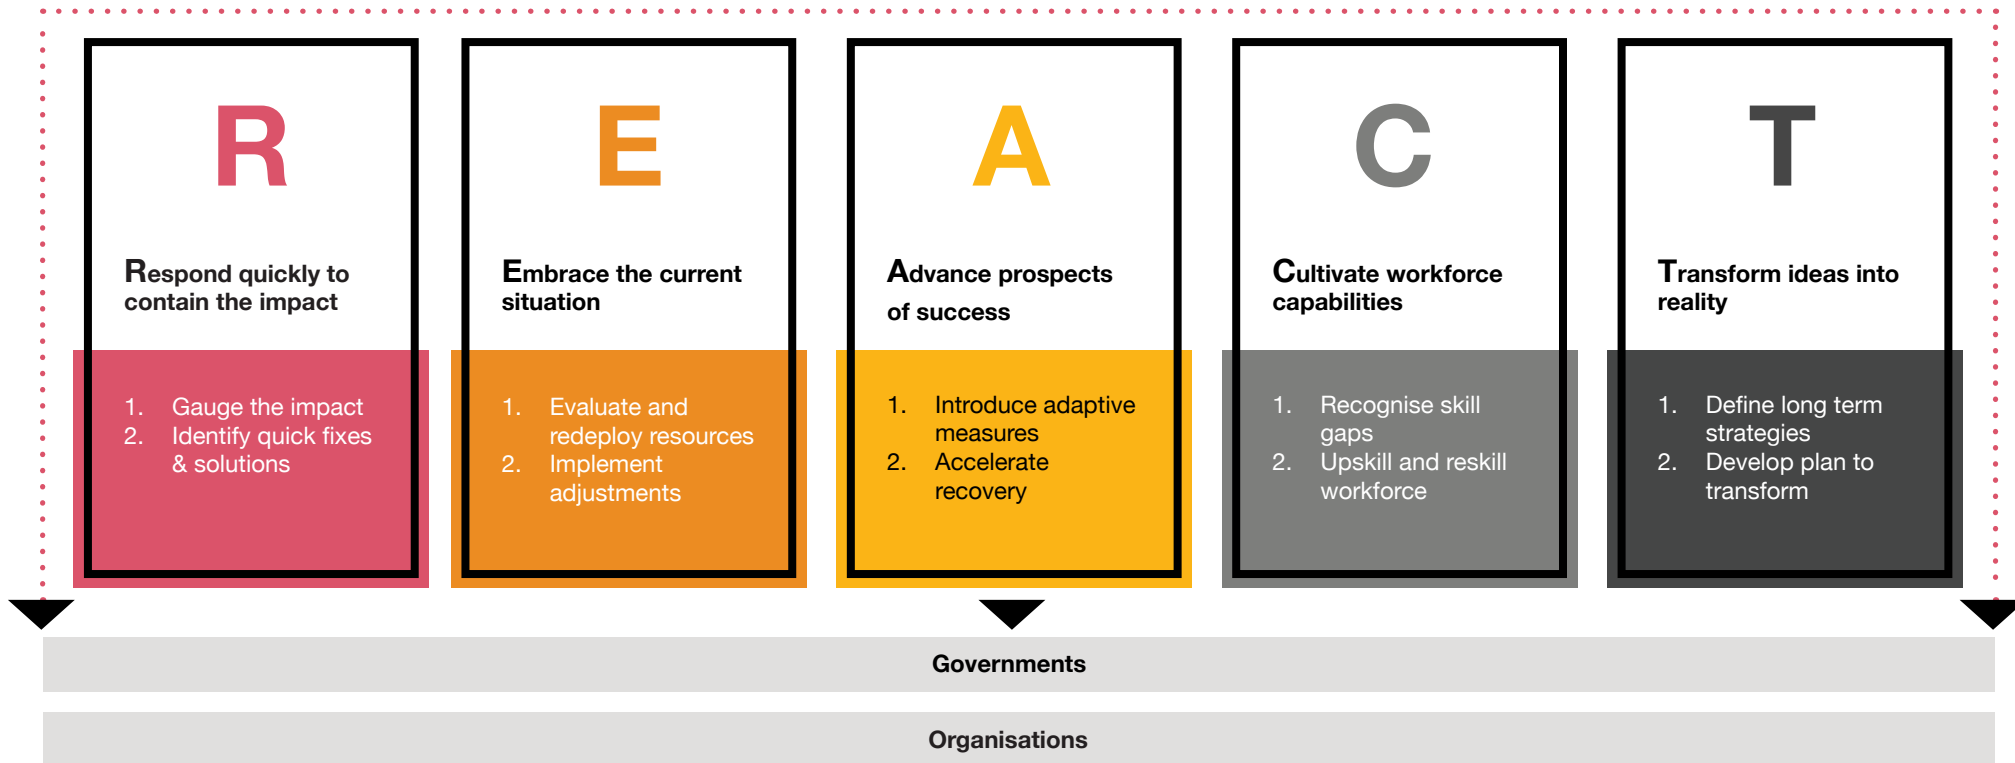 R
Respond quickly to
contain the impact
1. Gauge the impact
2. Identify quick fixes
& solutions
E
Embrace the current
situation
1. Evaluate and
redeploy resources
2. Implement
adjustments
A
Advance prospects
of success
1. Introduce adaptive
measures
2. Accelerate
recovery
C
Cultivate workforce
capabilities
1. Recognise skill
gaps
2. Upskill and reskill
workforce
T
Transform ideas into
reality
1. Define long term
strategies
2. Develop plan to
transform
Governments
Organisations